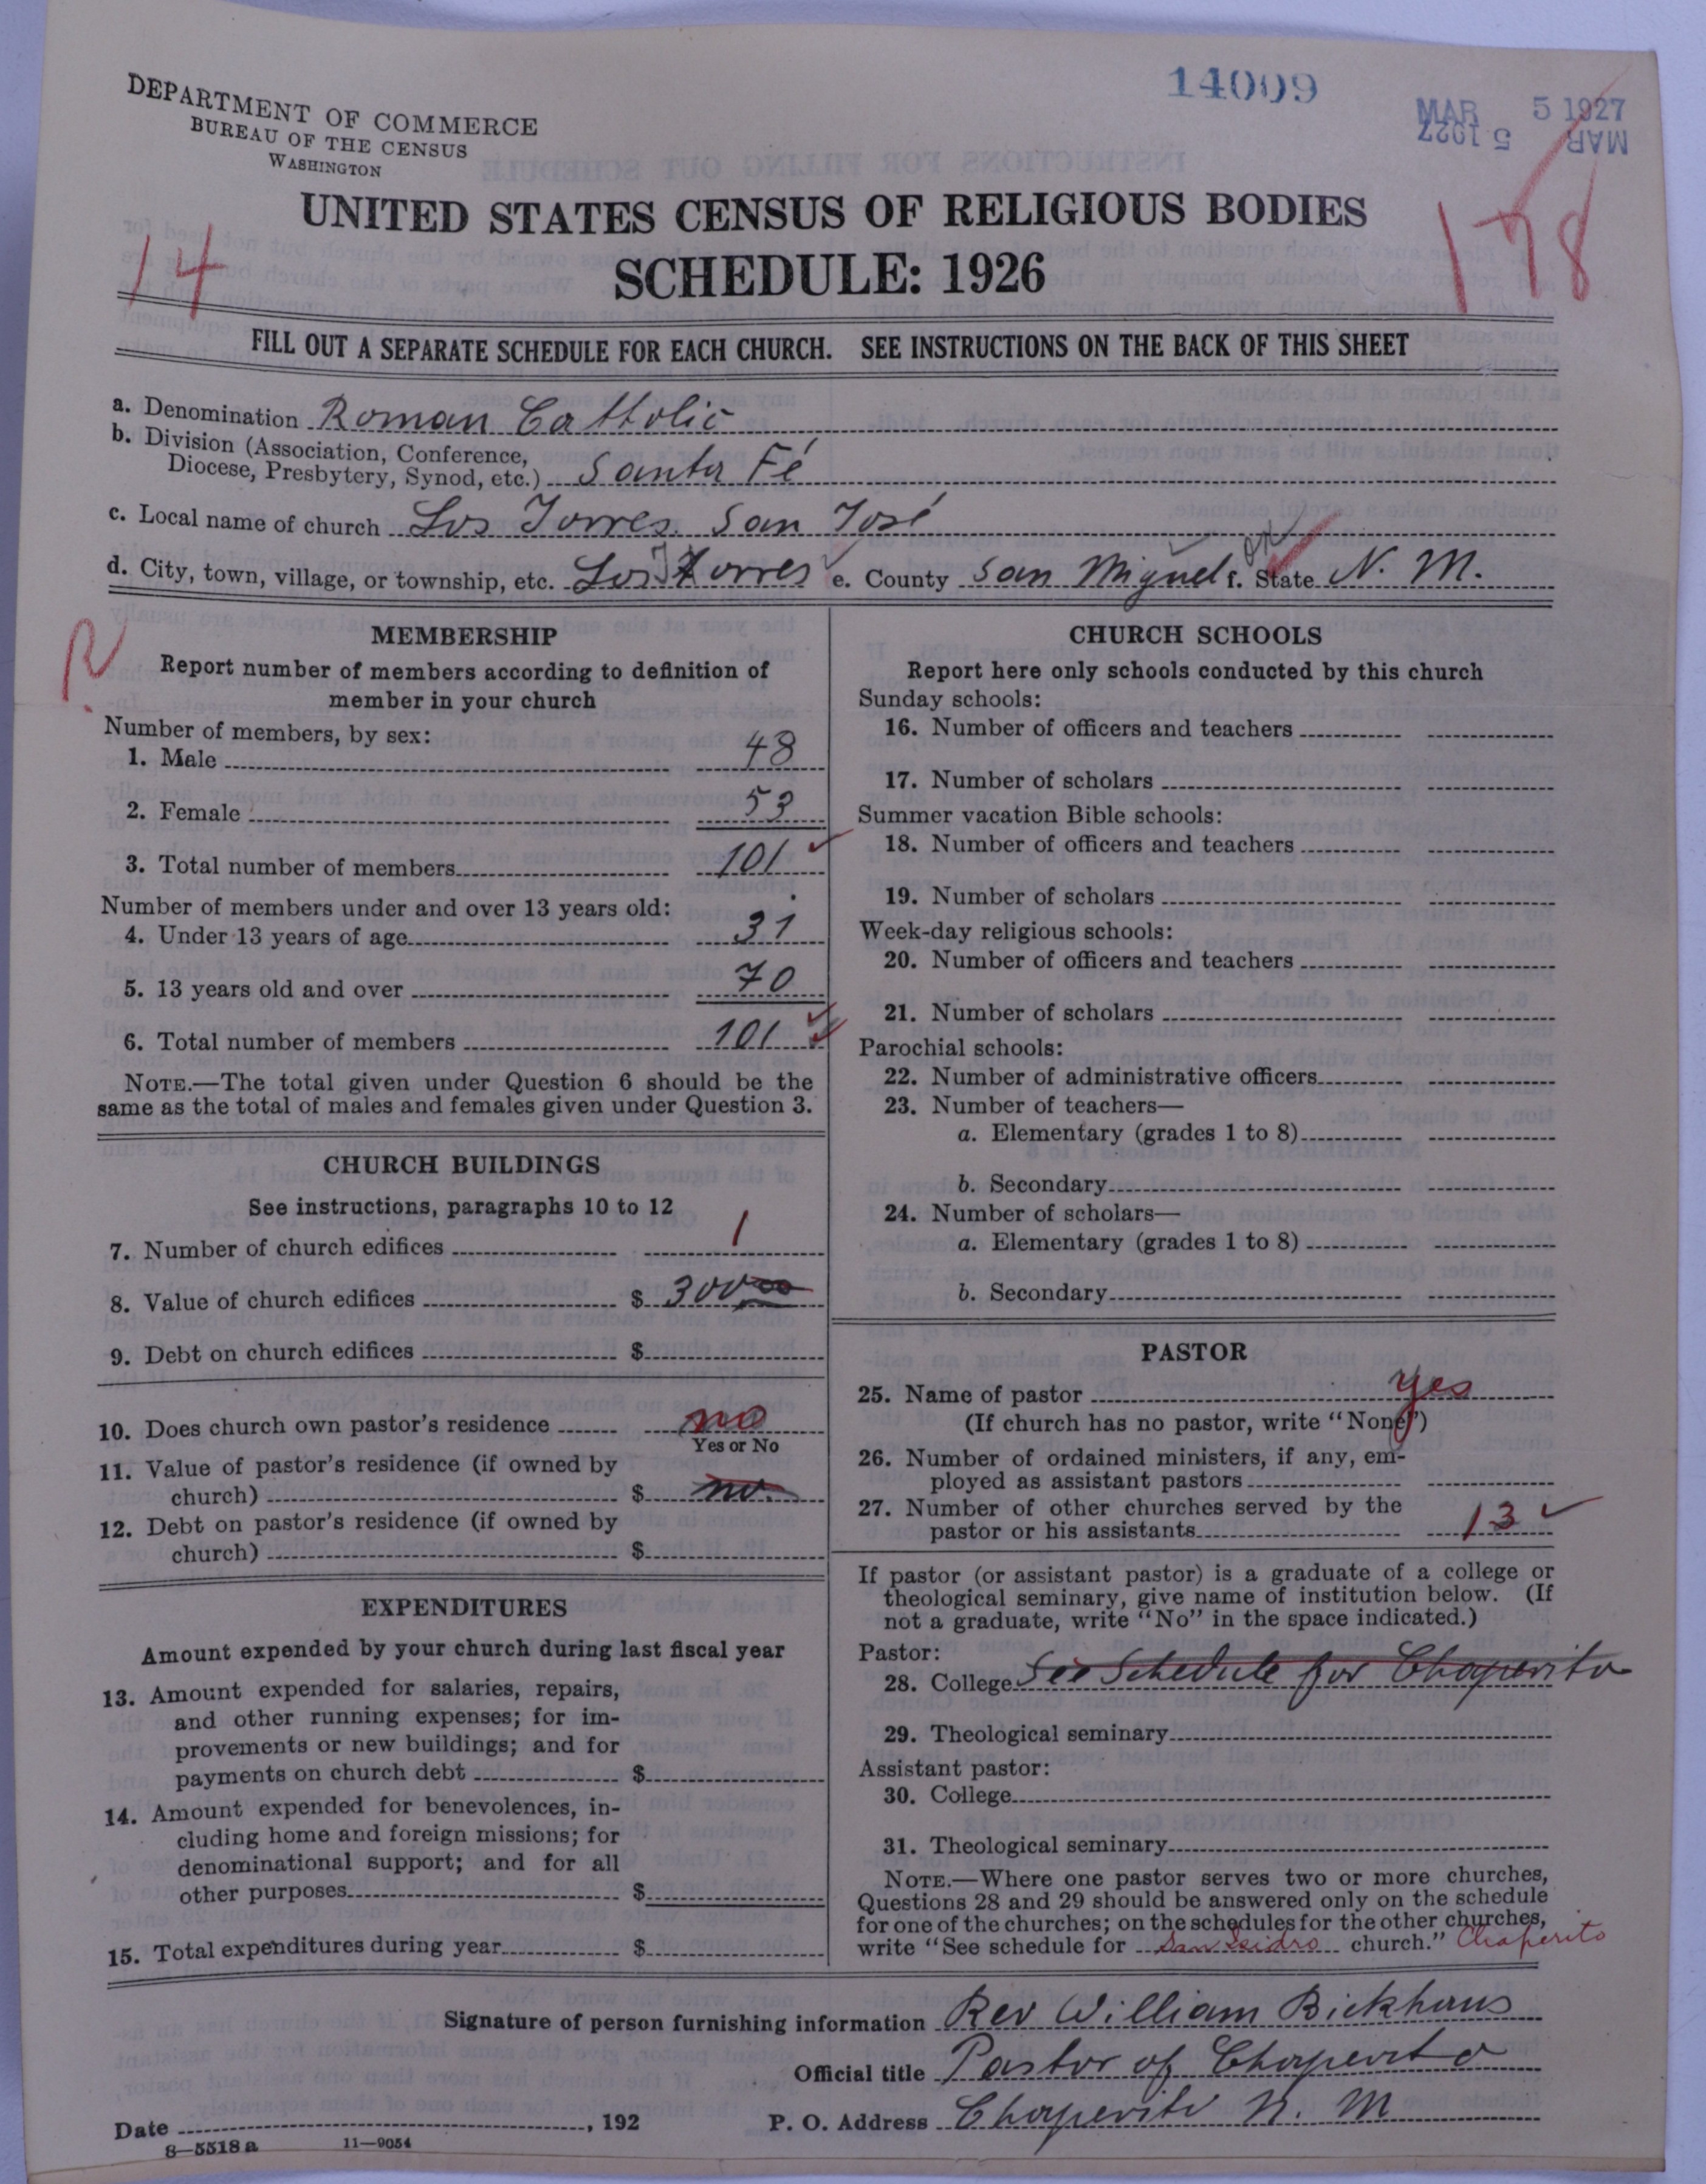 14009
MAR 5 1927
MAR 5 1927
DEPARTMENT OF COMMERCE
BUREAU OF THE CENSUS
WASHINGTON
UNITED STATES CENSUS OF RELIGIOUS BODIES
SCHEDULE: 1926
14
178
FILL OUT A SEPARATE SCHEDULE FOR EACH CHURCH. SEE INSTRUCTIONS ON THE BACK OF THIS SHEET
a. Denomination Roman Catholic
b. Division (Association, Conference,
Diocese, Presbytery, Synod, etc.) Santa Fé
c. Local name of church Los Torres. San José
d. City, town, village, or township, etc. Los Torres e. County San Miguel f. State N. M.
R
MEMBERSHIP
Report number of members according to definition of
member in your church
Number of members, by sex:
1. Male 48
2. Female 53
3. Total number of members 101
Number of members under and over 13 years old:
4. Under 13 years of age 31
5. 13 years old and over 70
6. Total number of members 101
NOTE.—The total given under Question 6 should be the
same as the total of males and females given under Question 3.
CHURCH BUILDINGS
See instructions, paragraphs 10 to 12
7. Number of church edifices 1
8. Value of church edifices $ 300 00
9. Debt on church edifices $
10. Does church own pastor's residence no
Yes or No
11. Value of pastor's residence (if owned by
church) $ no.
12. Debt on pastor's residence (if owned by
church) $
EXPENDITURES
Amount expended by your church during last fiscal year
13. Amount expended for salaries, repairs,
and other running expenses; for im-
provements or new buildings; and for
payments on church debt $
14. Amount expended for benevolences, in-
cluding home and foreign missions; for
denominational support; and for all
other purposes $
15. Total expenditures during year $
CHURCH SCHOOLS
Report here only schools conducted by this church
Sunday schools:
16. Number of officers and teachers
17. Number of scholars
Summer vacation Bible schools:
18. Number of officers and teachers
19. Number of scholars
Week-day religious schools:
20. Number of officers and teachers
21. Number of scholars
Parochial schools:
22. Number of administrative officers
23. Number of teachers—
a. Elementary (grades 1 to 8)
b. Secondary
24. Number of scholars—
a. Elementary (grades 1 to 8)
b. Secondary
PASTOR
25. Name of pastor yes
(If church has no pastor, write "None")
26. Number of ordained ministers, if any, em-
ployed as assistant pastors
27. Number of other churches served by the
pastor or his assistants 13
If pastor (or assistant pastor) is a graduate of a college or
theological seminary, give name of institution below. (If
not a graduate, write "No" in the space indicated.)
Pastor:
28. College See Schedule for Chaperito
29. Theological seminary
Assistant pastor:
30. College
31. Theological seminary
NOTE.—Where one pastor serves two or more churches,
Questions 28 and 29 should be answered only on the schedule
for one of the churches; on the schedules for the other churches,
write "See schedule for San Isidro church." Chaperito
Signature of person furnishing information Rev William Bickhaus
Official title Pastor of Chaperito
Date , 192 P. O. Address Chaperito N. M
8—5518 a 11—9054